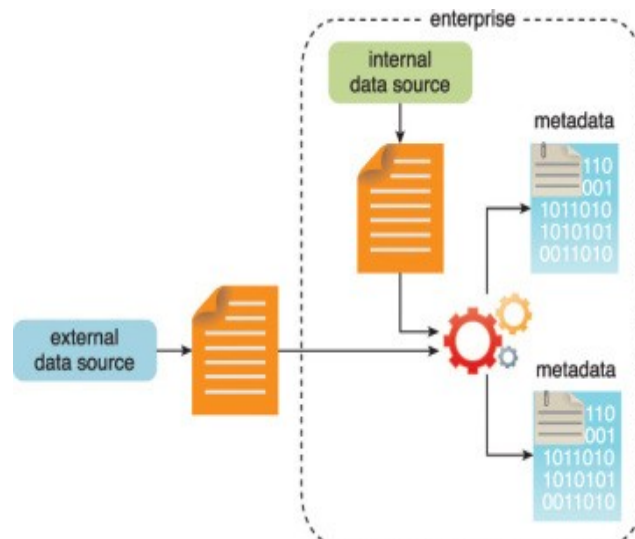 enterprise
internal
data source
metadata
110
001
1011010
1010101
0011010
external
data source
metadata
110
001
1011010
1010101
0011010